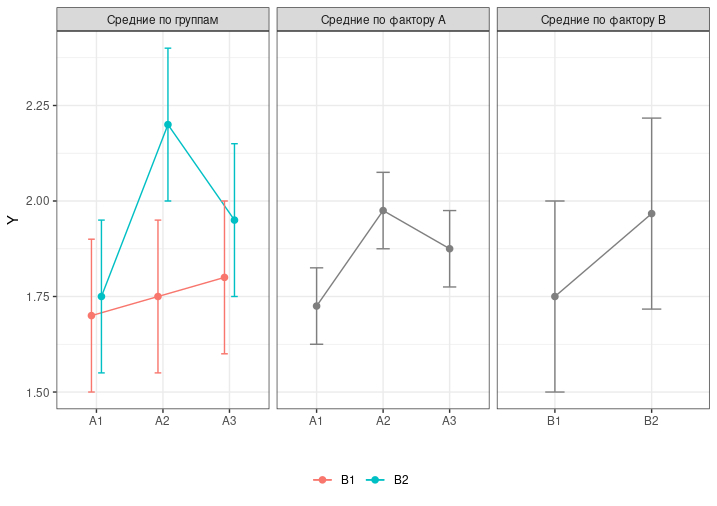 Средние по группам
Средние по фактору A
Средние по фактору B
Y
2.25
2.00
1.75
1.50
A1 A2 A3
A1 A2 A3
B1 B2
B1 B2